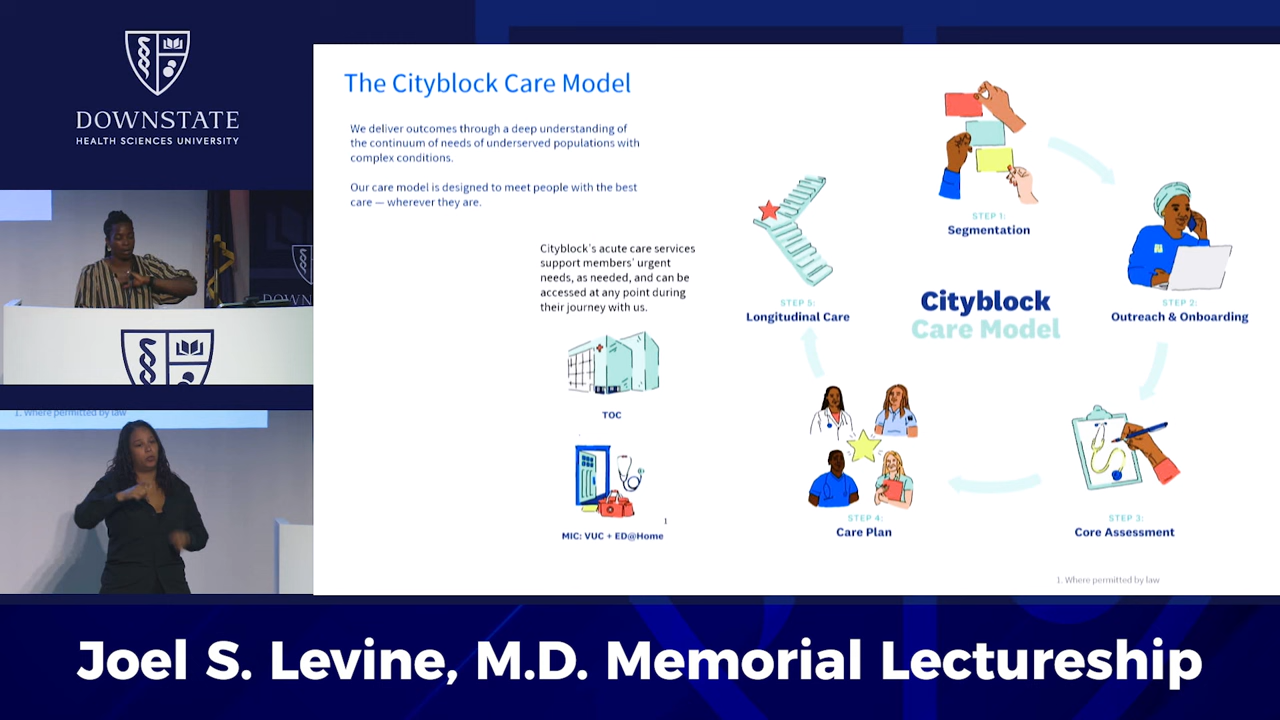 DOWNSTATE
HEALTH SCIENCES UNIVERSITY
The Cityblock Care Model
We deliver outcomes through a deep understanding of
the continuum of needs of underserved populations with
complex conditions.
Our care model is designed to meet people with the best
care — wherever they are.
Cityblock's acute care services
support members' urgent
needs, as needed, and can be
accessed at any point during
their journey with us.
TOC
1
MIC: VUC + ED@Home
STEP 1:
Segmentation
STEP 2:
Outreach & Onboarding
STEP 3:
Core Assessment
STEP 4:
Care Plan
STEP 5:
Longitudinal Care
Cityblock
Care Model
1. Where permitted by law
1. Where permitted by law
Joel S. Levine, M.D. Memorial Lectureship